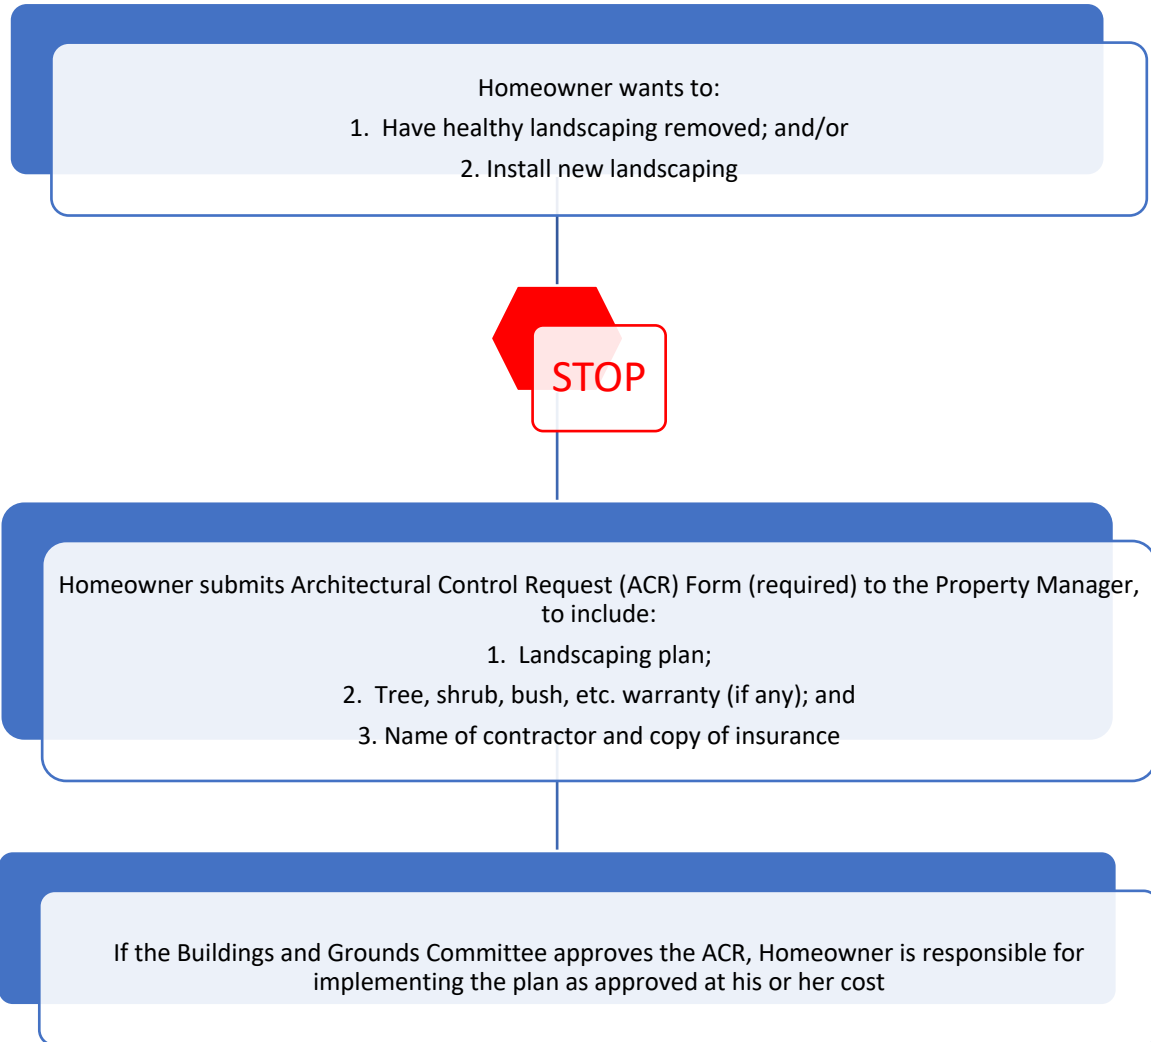 Homeowner wants to:
1. Have healthy landscaping removed; and/or
2. Install new landscaping
STOP
Homeowner submits Architectural Control Request (ACR) Form (required) to the Property Manager,
to include:
1. Landscaping plan;
2. Tree, shrub, bush, etc. warranty (if any); and
3. Name of contractor and copy of insurance
If the Buildings and Grounds Committee approves the ACR, Homeowner is responsible for
implementing the plan as approved at his or her cost